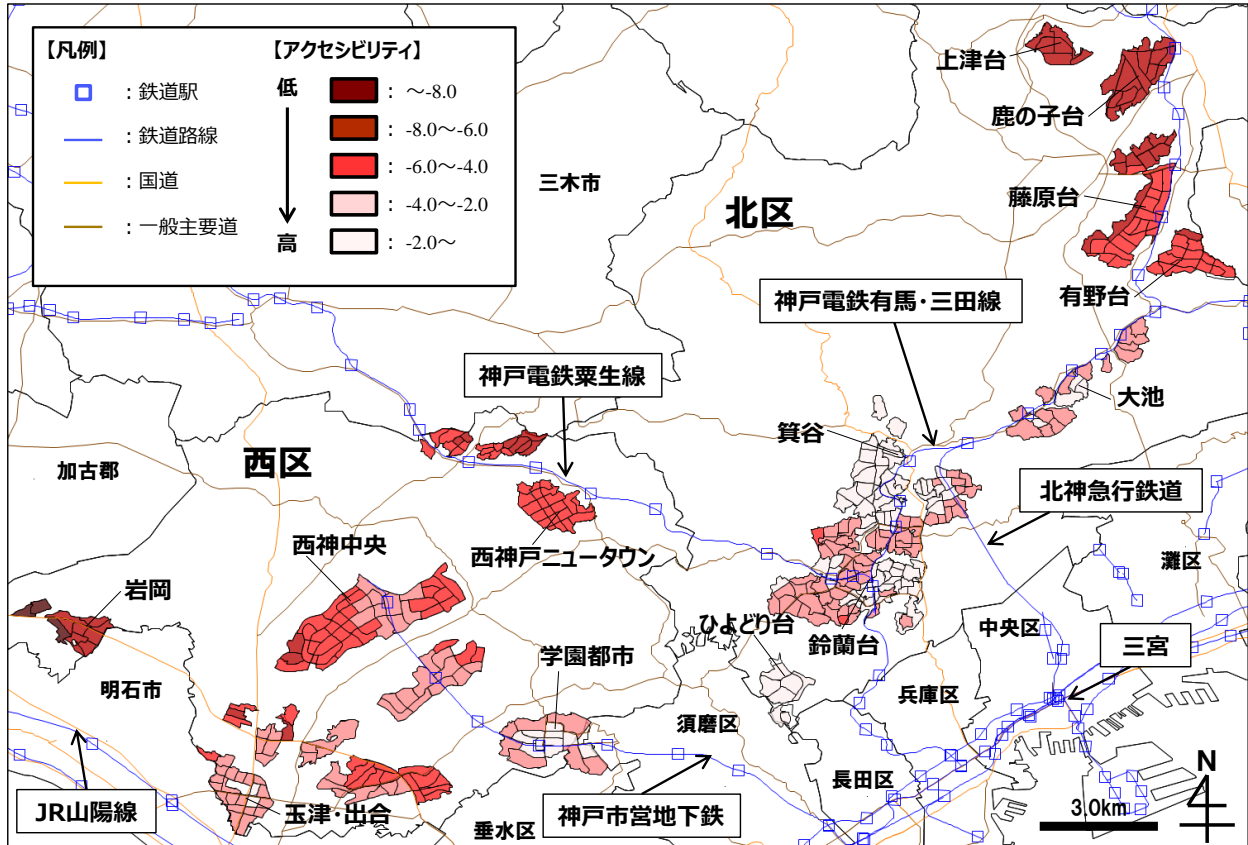 【凡例】
：鉄道駅
：鉄道路線
：国道
：一般主要道
【アクセシビリティ】
低
高
：～-8.0
：-8.0～-6.0
：-6.0～-4.0
：-4.0～-2.0
：-2.0～
上津台
鹿の子台
三木市
北区
藤原台
有野台
神戸電鉄有馬・三田線
神戸電鉄粟生線
大池
箕谷
加古郡
西区
北神急行鉄道
西神中央
西神戸ニュータウン
灘区
岩岡
ひよどり台
鈴蘭台
中央区
三宮
学園都市
明石市
兵庫区
須磨区
長田区
N
JR山陽線
玉津・出合
垂水区
神戸市営地下鉄
3.0km